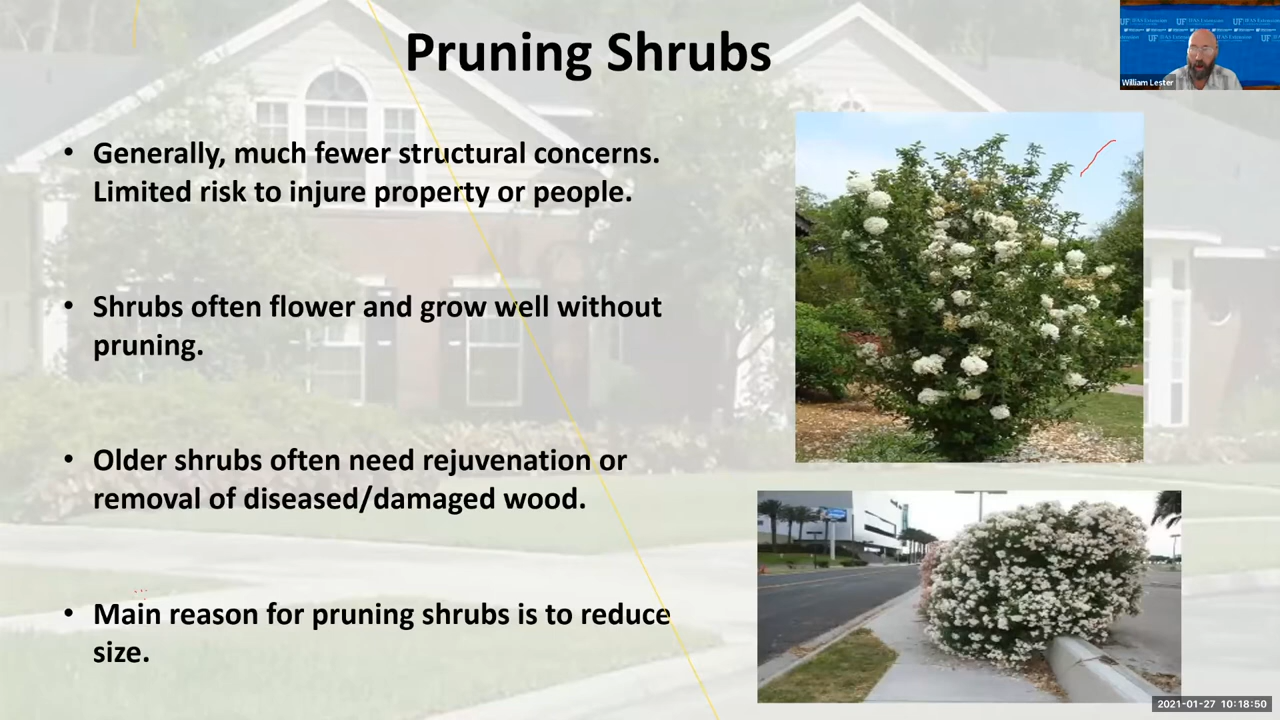 Pruning Shrubs
• Generally, much fewer structural concerns.
Limited risk to injure property or people.
• Shrubs often flower and grow well without
pruning.
• Older shrubs often need rejuvenation or
removal of diseased/damaged wood.
• Main reason for pruning shrubs is to reduce
size.
William Lester
2021-01-27 10:18:50